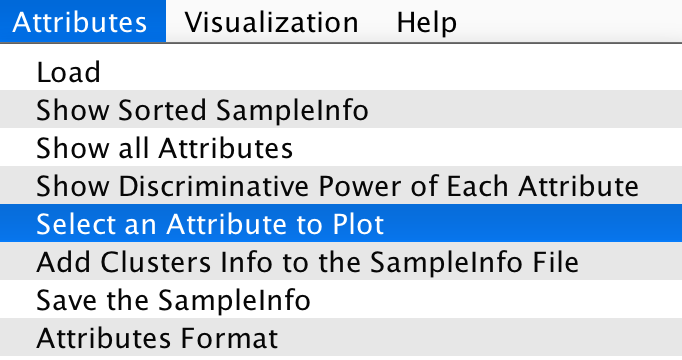 Attributes Visualization Help
Load
Show Sorted SampleInfo
Show all Attributes
Show Discriminative Power of Each Attribute
Select an Attribute to Plot
Add Clusters Info to the SampleInfo File
Save the SampleInfo
Attributes Format